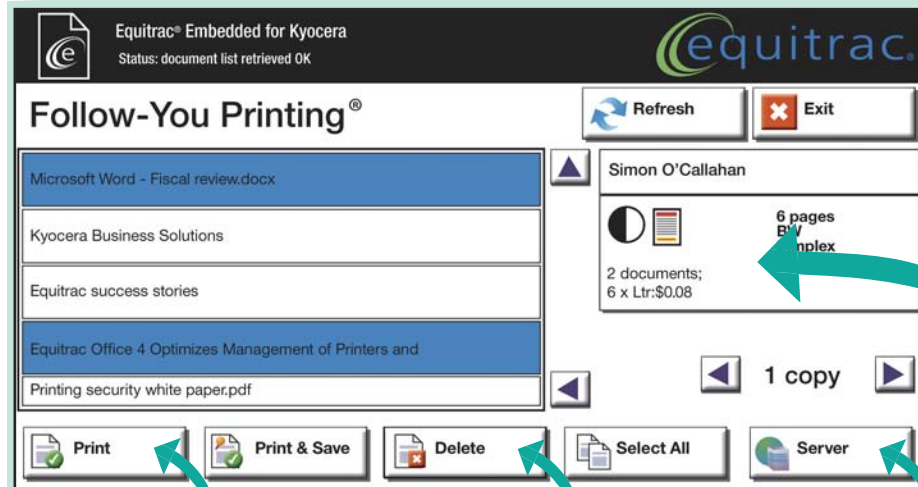 Equitrac® Embedded for Kyocera
Status: document list retrieved OK
equitrac®
Follow-You Printing®
Refresh
Exit
Microsoft Word - Fiscal review.docx
Simon O'Callahan
Kyocera Business Solutions
6 pages
BW
2 documents;
6 x Ltr:$0.08
Equitrac success stories
Equitrac Office 4 Optimizes Management of Printers and
1 copy
Printing security white paper.pdf
Print
Print & Save
Delete
Select All
Server